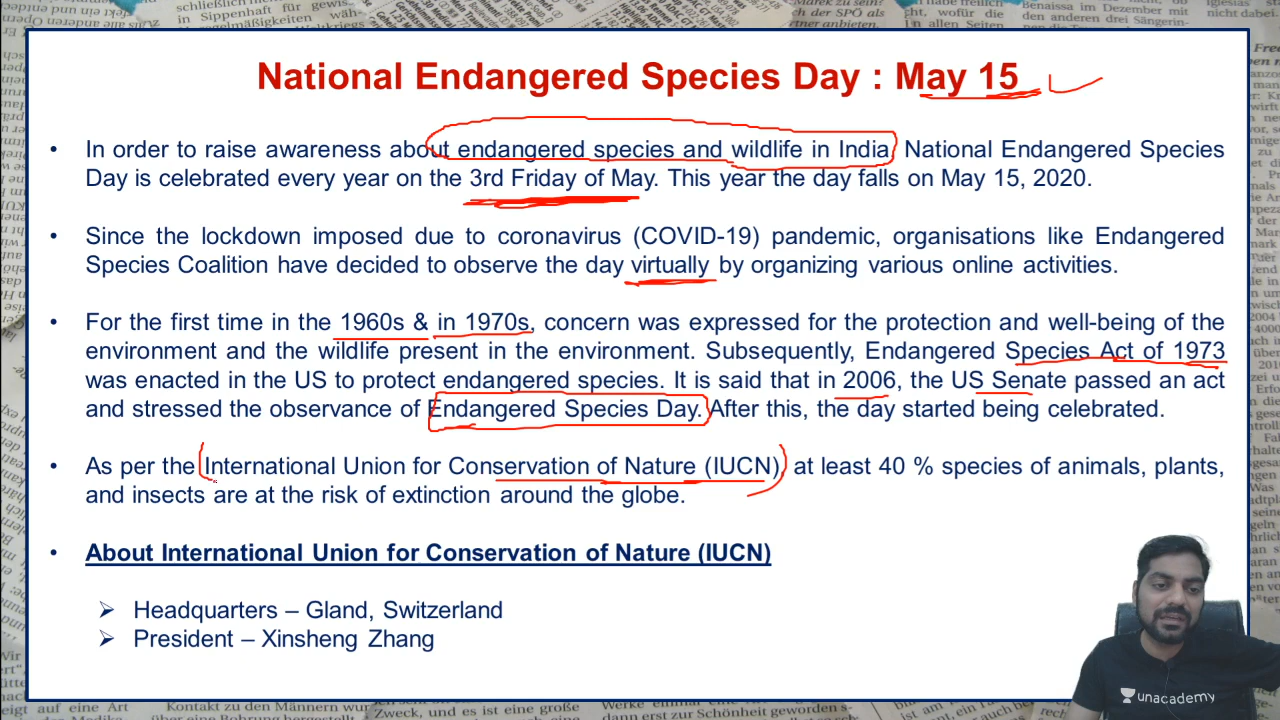 National Endangered Species Day : May 15
• In order to raise awareness about endangered species and wildlife in India National Endangered Species
Day is celebrated every year on the 3rd Friday of May. This year the day falls on May 15, 2020.
• Since the lockdown imposed due to coronavirus (COVID-19) pandemic, organisations like Endangered
Species Coalition have decided to observe the day virtually by organizing various online activities.
• For the first time in the 1960s & in 1970s, concern was expressed for the protection and well-being of the
environment and the wildlife present in the environment. Subsequently, Endangered Species Act of 1973
was enacted in the US to protect endangered species. It is said that in 2006, the US Senate passed an act
and stressed the observance of Endangered Species Day. After this, the day started being celebrated.
• As per the International Union for Conservation of Nature (IUCN), at least 40 % species of animals, plants,
and insects are at the risk of extinction around the globe.
• About International Union for Conservation of Nature (IUCN)
➢ Headquarters – Gland, Switzerland
➢ President – Xinsheng Zhang
unacademy